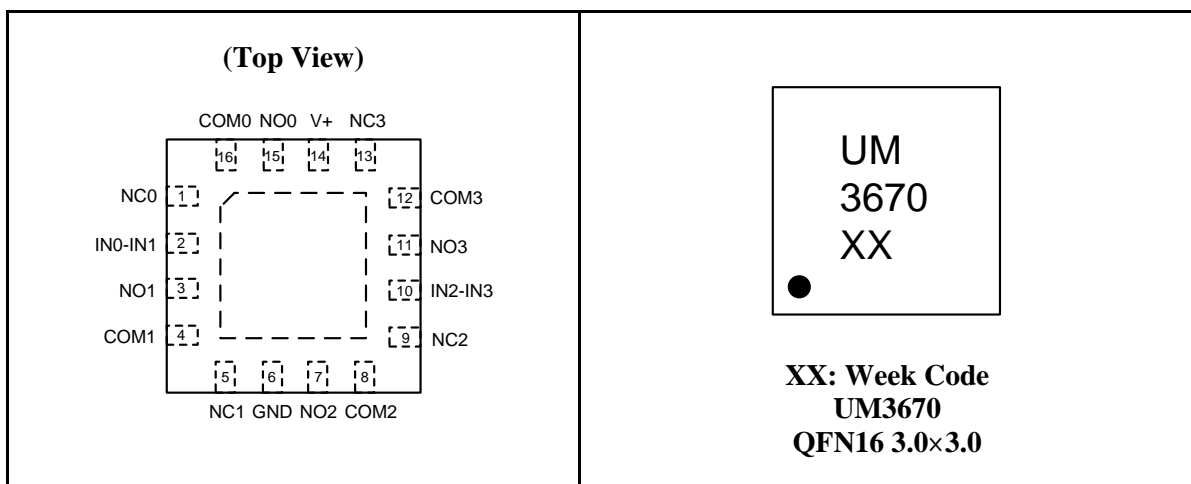 (Top View)
COM0 NO0 V+ NC3
16 15 14 13
NC0 1
12 COM3
IN0-IN1 2
11 NO3
NO1 3
10 IN2-IN3
COM1 4
9 NC2
5 6 7 8
NC1 GND NO2 COM2
UM
3670
XX
XX: Week Code
UM3670
QFN16 3.0×3.0